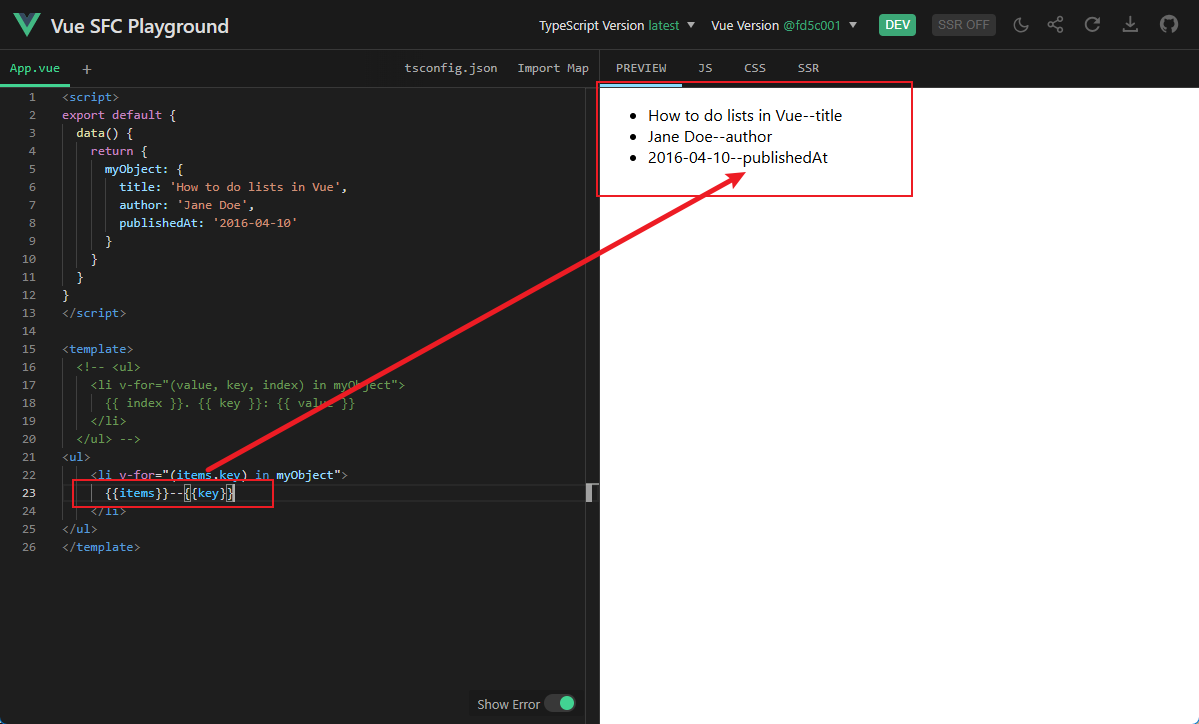 Vue SFC Playground
TypeScript Version latest Vue Version @fd5c001 DEV SSR OFF
App.vue + tsconfig.json Import Map
PREVIEW JS CSS SSR
1 <script>
2 export default {
3 data() {
4 return {
5 myObject: {
6 title: 'How to do lists in Vue',
7 author: 'Jane Doe',
8 publishedAt: '2016-04-10'
9 }
10 }
11 }
12 }
13 </script>
14
15 <template>
16 <!-- <ul>
17 <li v-for="(value, key, index) in myObject">
18 {{ index }}. {{ key }}: {{ value }}
19 </li>
20 </ul> -->
21 <ul>
22 <li v-for="(items,key) in myObject">
23 {{items}}--{{key}}
24 </li>
25 </ul>
26 </template>
Show Error
• How to do lists in Vue--title
• Jane Doe--author
• 2016-04-10--publishedAt